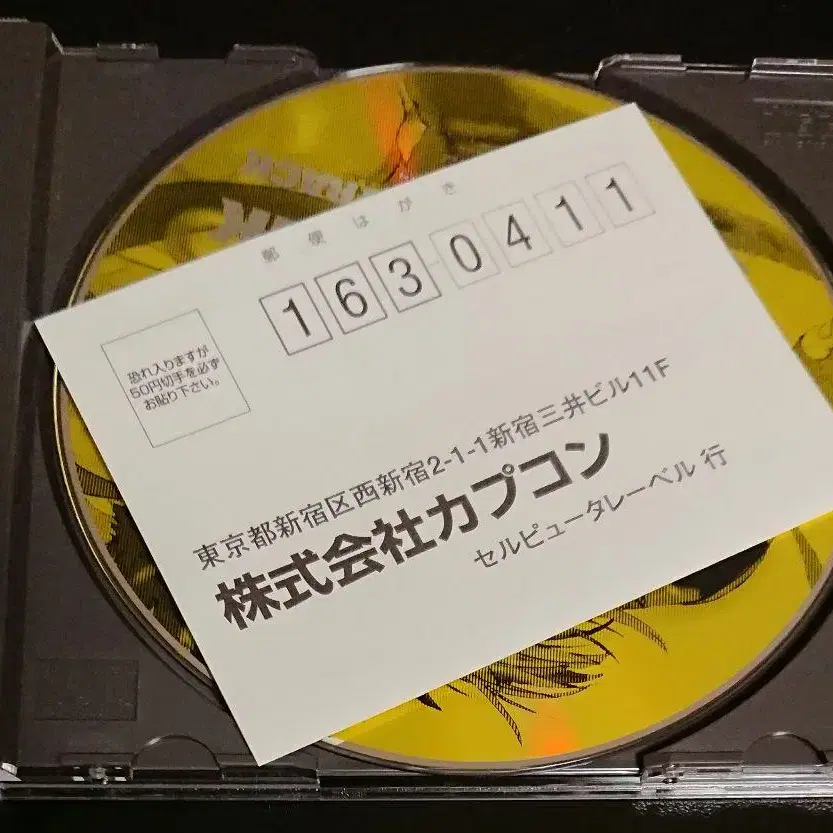 郵便はがき
163-0411
恐れ入りますが
50円切手を必ず
お貼り下さい。
東京都新宿区西新宿2-1-1新宿三井ビル11F
株式会社カプコン
セルピュータレーベル 行